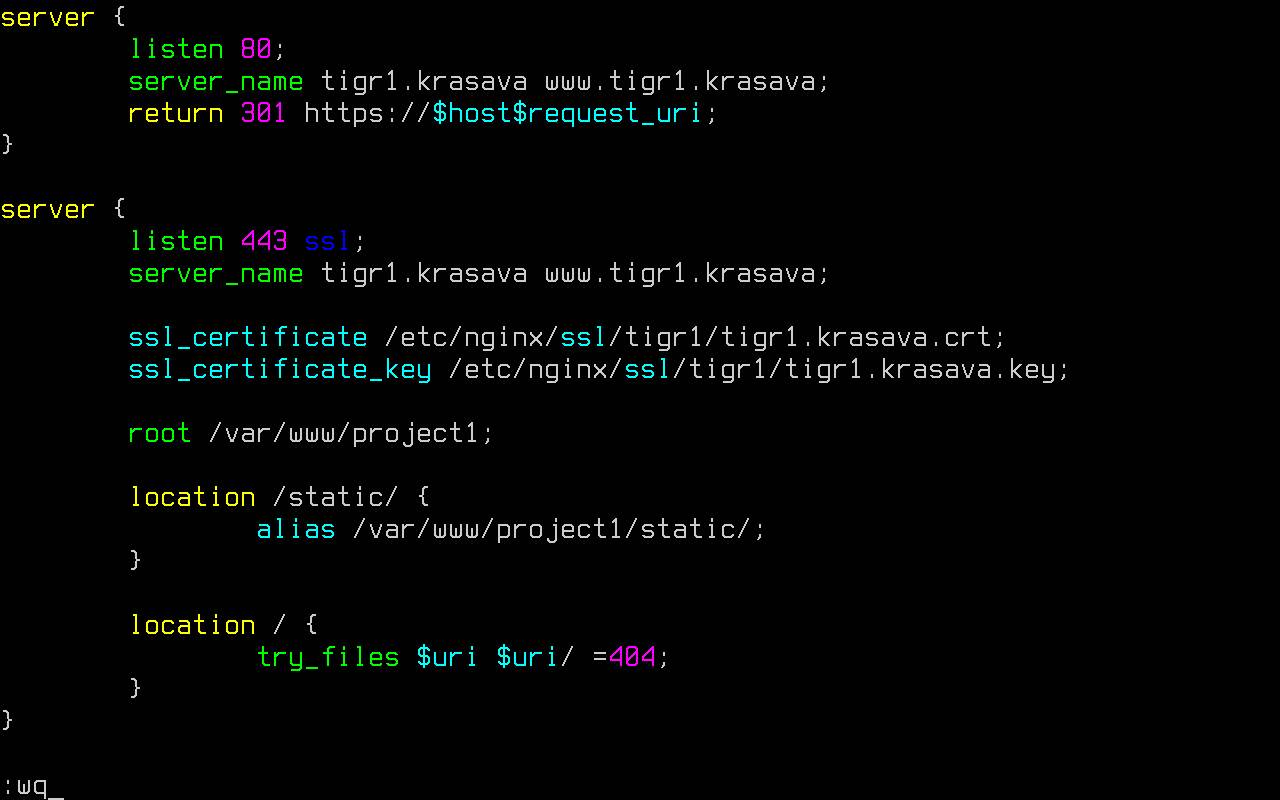 server {
        listen 80;
        server_name tigr1.krasava www.tigr1.krasava;
        return 301 https://$host$request_uri;
}

server {
        listen 443 ssl;
        server_name tigr1.krasava www.tigr1.krasava;

        ssl_certificate /etc/nginx/ssl/tigr1/tigr1.krasava.crt;
        ssl_certificate_key /etc/nginx/ssl/tigr1/tigr1.krasava.key;

        root /var/www/project1;

        location /static/ {
                alias /var/www/project1/static/;
        }

        location / {
                try_files $uri $uri/ =404;
        }
}

:wq_